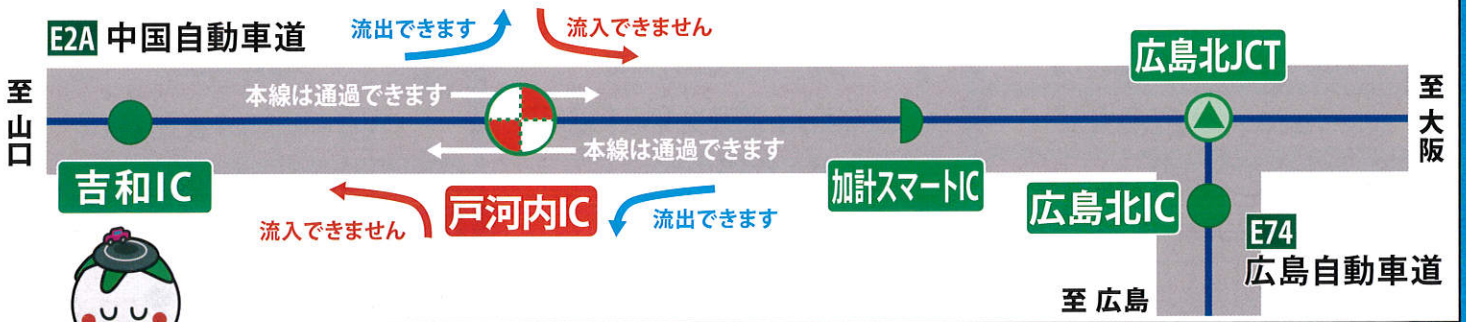 E2A 中国自動車道
流出できます
流入できません
広島北JCT
至山口
本線は通過できます
至大阪
本線は通過できます
吉和IC
流入できません
戸河内IC
流出できます
加計スマートIC
広島北IC
E74
広島自動車道
至 広島